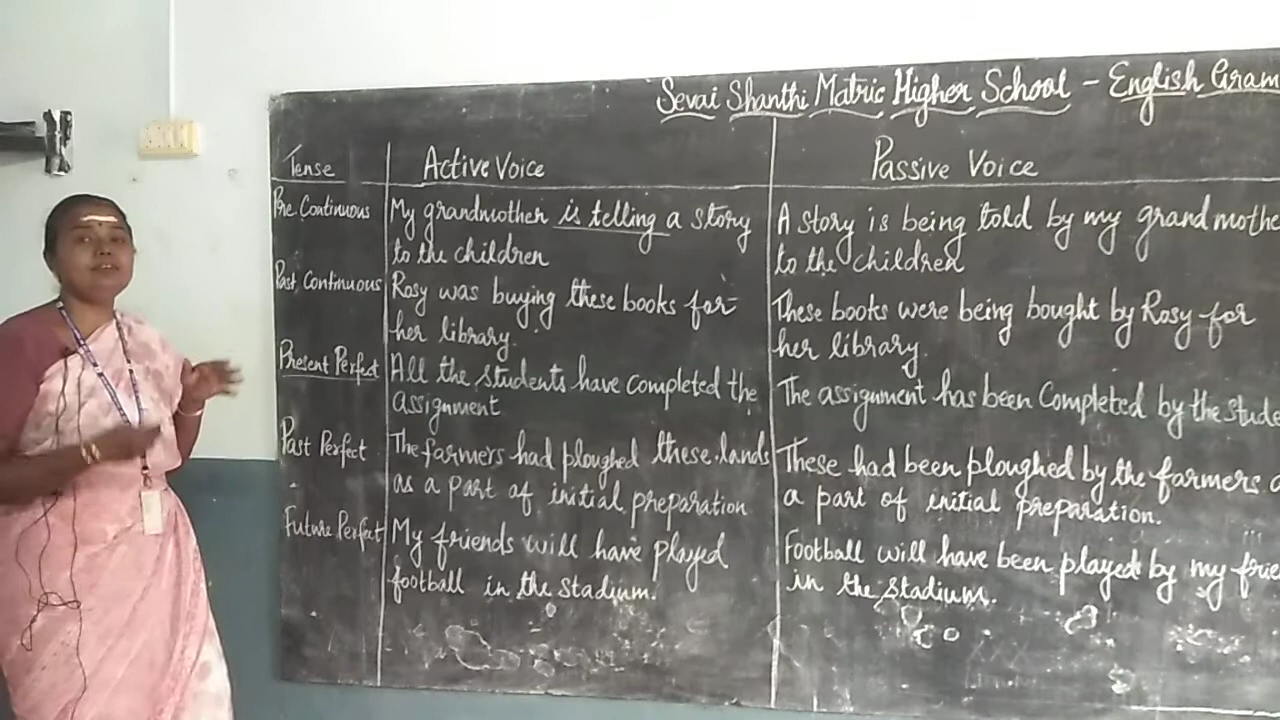 Sevai Shanthi Matric Higher School - English Gram
Tense
Active Voice
Passive Voice
Pre Continuous
My grandmother is telling a story
to the children
A story is being told by my grandmothe
to the children
Past Continuous
Rosy was buying these books for
her library.
These books were being bought by Rosy for
her library.
Present Perfect
All the students have completed the
assignment
The assignment has been Completed by the stude
Past Perfect
The farmers had ploughed these lands
as a part of initial preparation
These had been ploughed by the farmers a
a part of initial preparation.
Future Perfect
My friends will have played
football in the stadium.
Football will have been played by my frie
in the stadium.